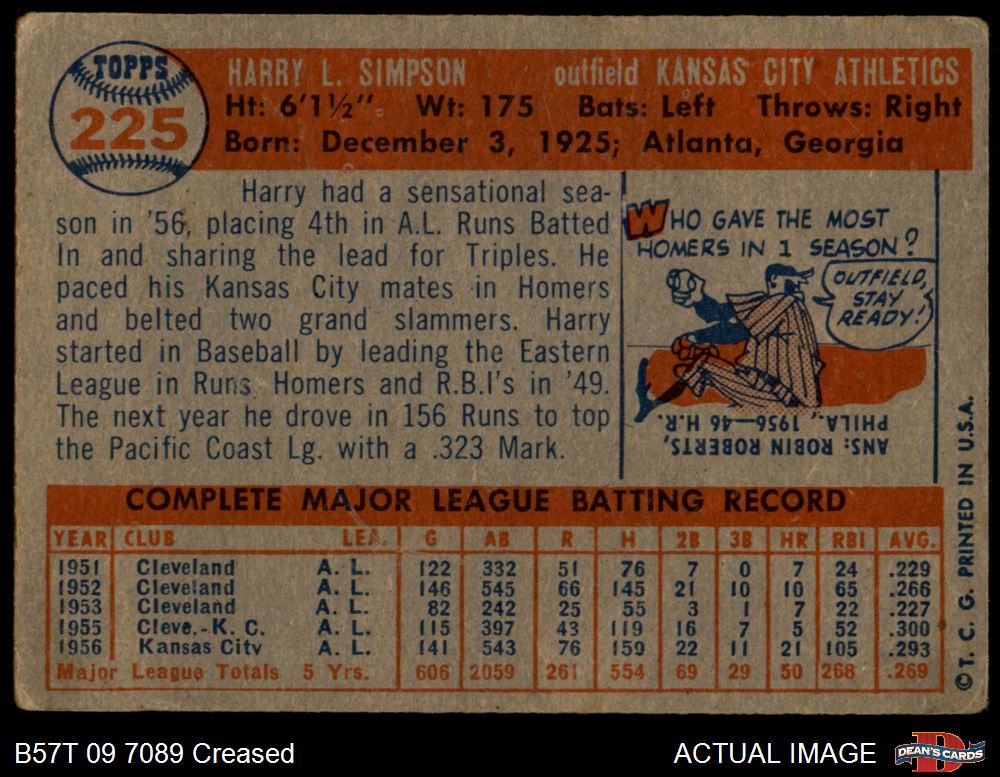 TOPPS
225
HARRY L. SIMPSON outfield KANSAS CITY ATHLETICS
Ht: 6'1½" Wt: 175 Bats: Left Throws: Right
Born: December 3, 1925; Atlanta, Georgia
Harry had a sensational sea-
son in '56, placing 4th in A.L. Runs Batted
In and sharing the lead for Triples. He
paced his Kansas City mates in Homers
and belted two grand slammers. Harry
started in Baseball by leading the Eastern
League in Runs, Homers and R.B.I's in '49.
The next year he drove in 156 Runs to top
the Pacific Coast Lg. with a .323 Mark.
WHO GAVE THE MOST
HOMERS IN 1 SEASON?
OUTFIELD,
STAY
READY!
ANS: ROBIN ROBERTS,
PHILA., 1956—46 H.R.
COMPLETE MAJOR LEAGUE BATTING RECORD
YEAR CLUB LEA. G AB R H 2B 3B HR RBI AVG.
1951 Cleveland A. L. 122 332 51 76 7 0 7 24 .229
1952 Cleveland A. L. 146 545 66 145 21 10 10 65 .266
1953 Cleveland A. L. 82 242 25 55 3 1 7 22 .227
1955 Cleve.-K. C. A. L. 115 397 43 119 16 7 5 52 .300
1956 Kansas City A. L. 141 543 76 159 22 11 21 105 .293
Major League Totals 5 Yrs. 606 2059 261 554 69 29 50 268 .269
©T. C. G. PRINTED IN U.S.A.
B57T 09 7089 Creased
ACTUAL IMAGE
DEAN'S CARDS